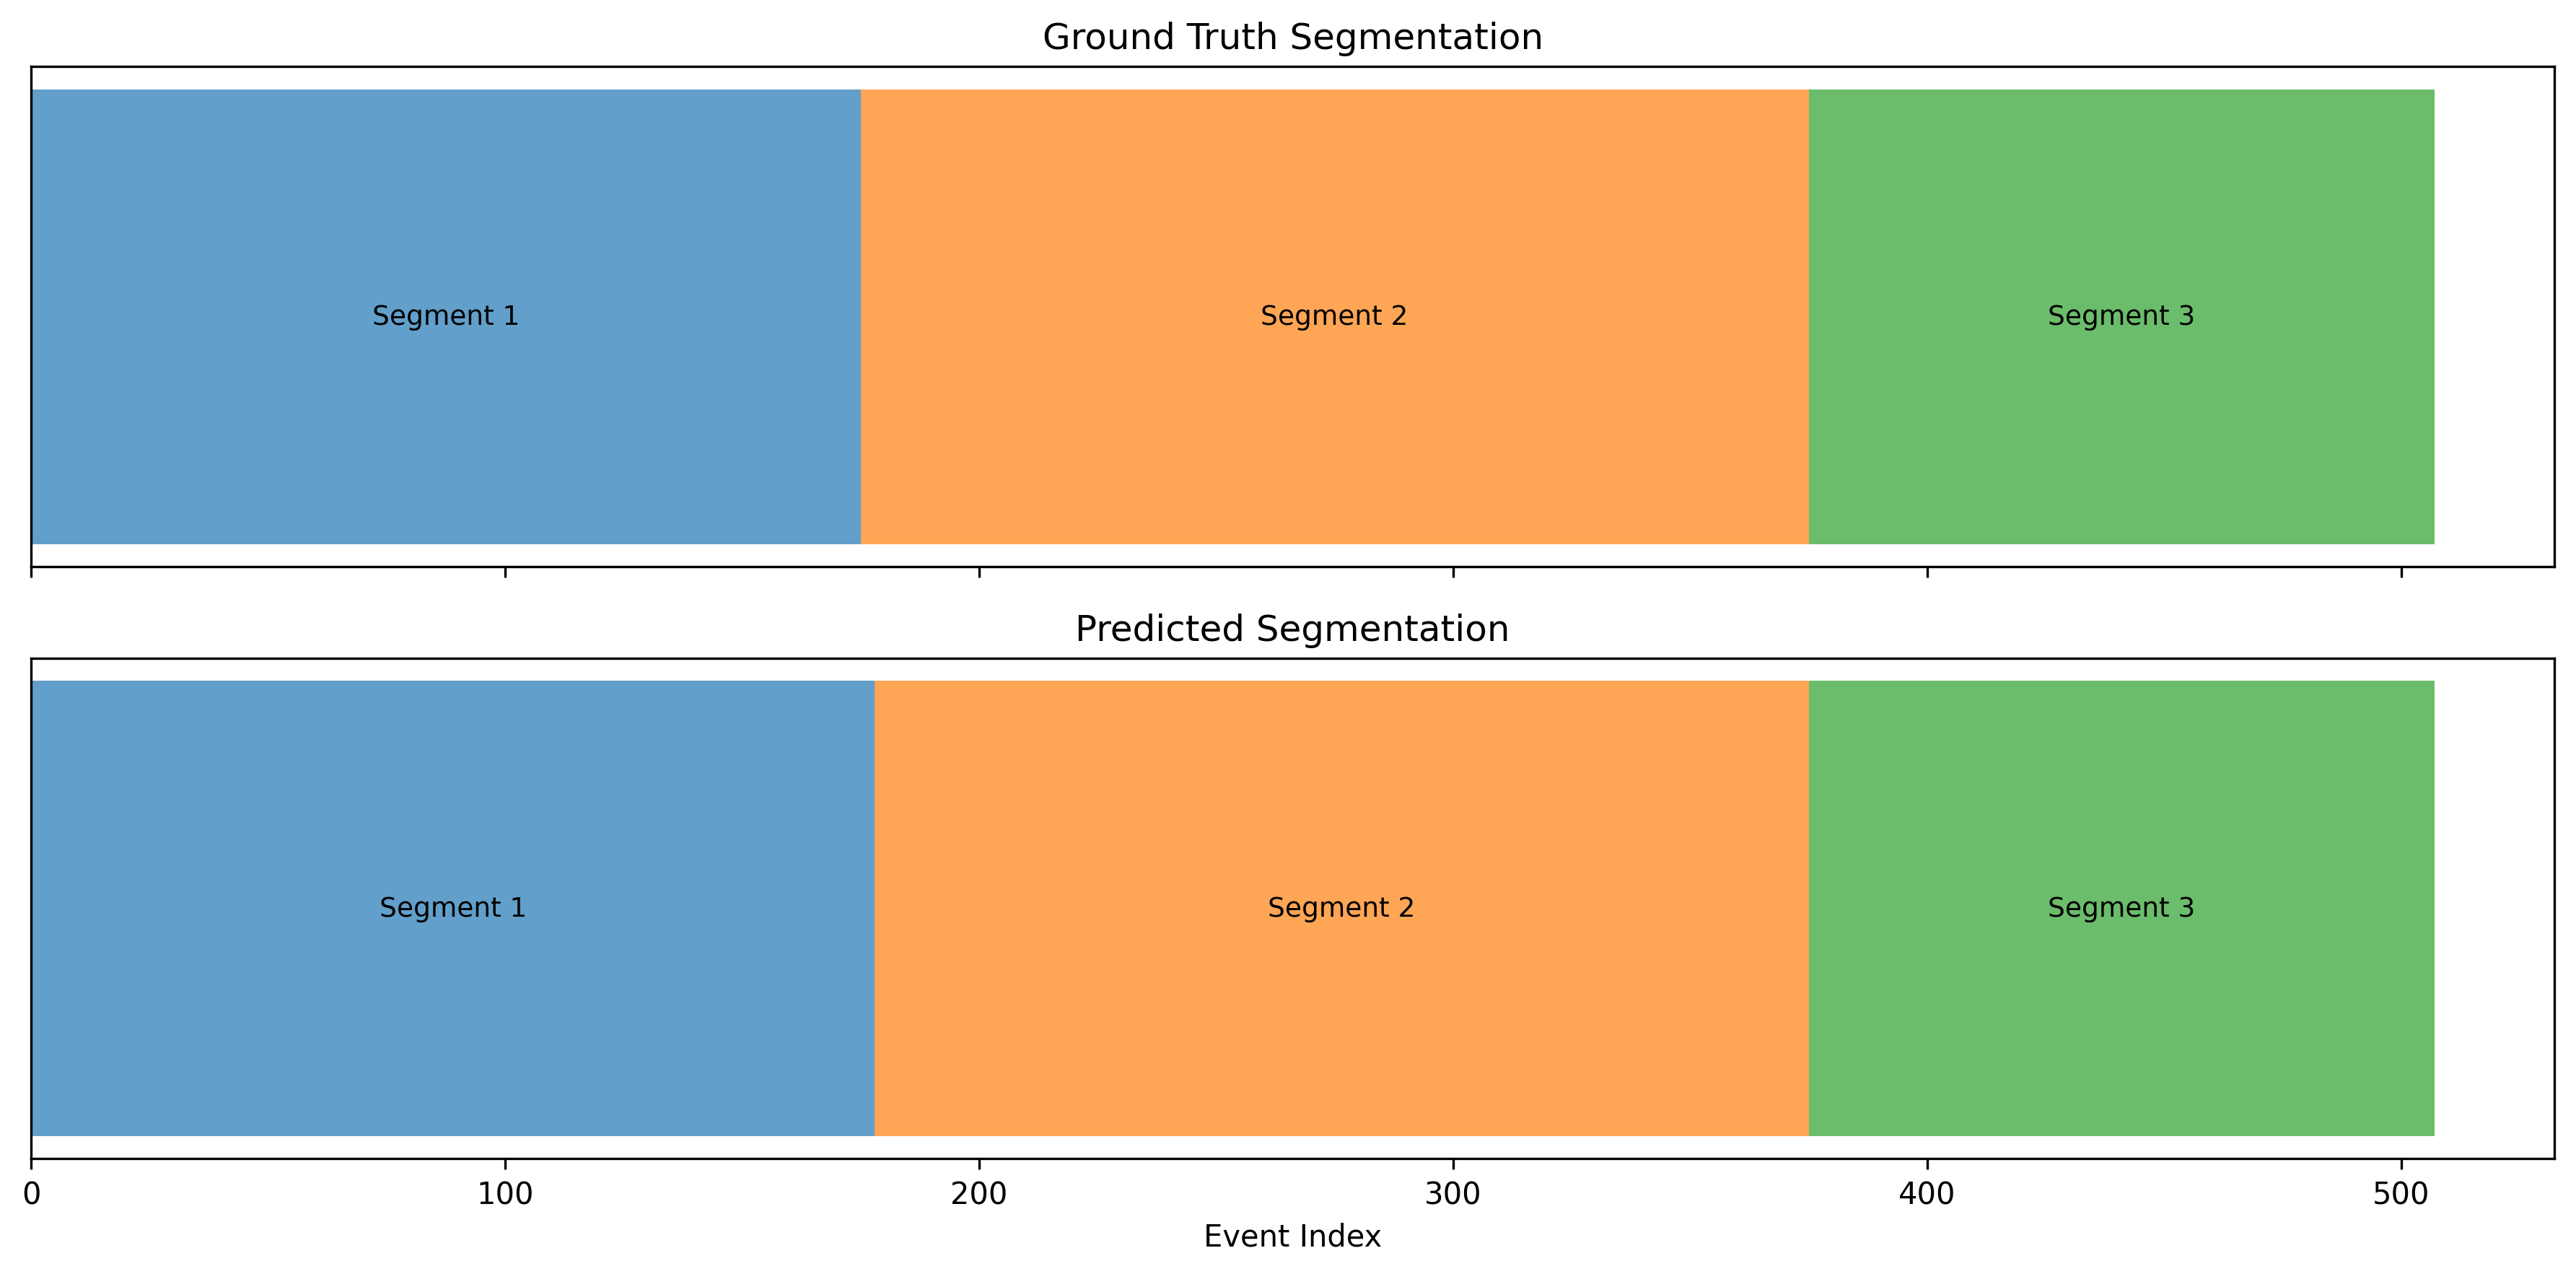 Ground Truth Segmentation
Segment 1 Segment 2 Segment 3
Predicted Segmentation
Segment 1 Segment 2 Segment 3
0 100 200 300 400 500
Event Index